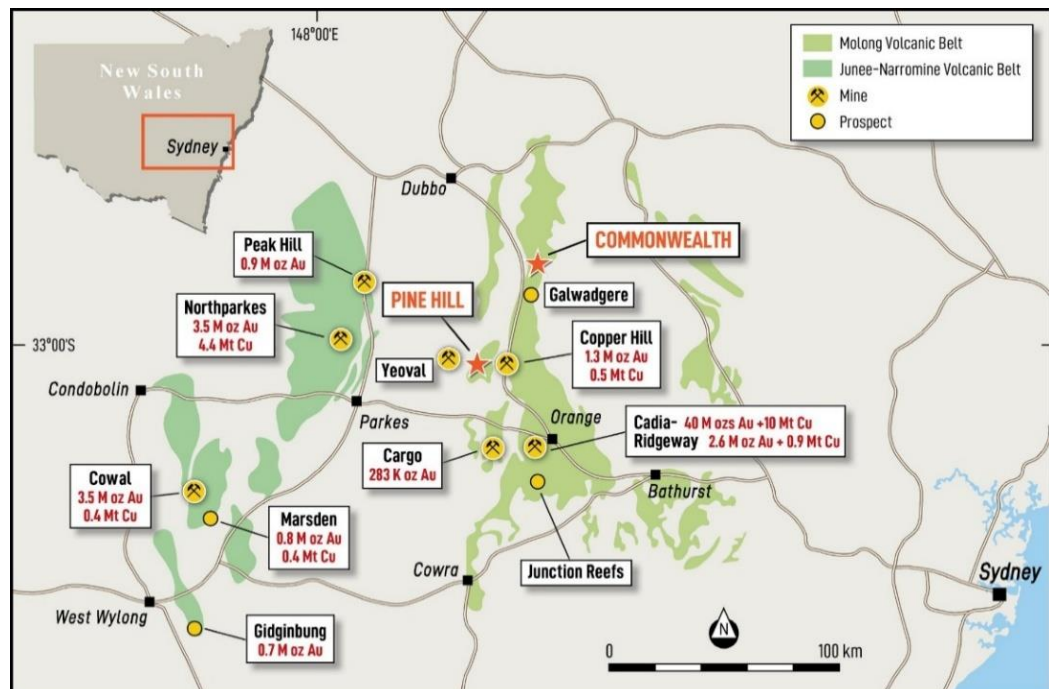 148°00'E
New South
Wales
Sydney
Molong Volcanic Belt
Junee-Narromine Volcanic Belt
Mine
Prospect
Dubbo
Peak Hill
0.9 M oz Au
COMMONWEALTH
Northparkes
3.5 M oz Au
4.4 Mt Cu
PINE HILL
Galwadgere
33°00'S
Yeoval
Copper Hill
1.3 M oz Au
0.5 Mt Cu
Condobolin
Parkes
Orange
Cadia- 40 M ozs Au +10 Mt Cu
Ridgeway 2.6 m oz Au + 0.9 Mt Cu
Cargo
283 K oz Au
Cowal
3.5 M oz Au
0.4 Mt Cu
Bathurst
Marsden
0.8 M oz Au
0.4 Mt Cu
Junction Reefs
Cowra
Sydney
West Wylong
Gidginbung
0.7 M oz Au
N
0
100 km